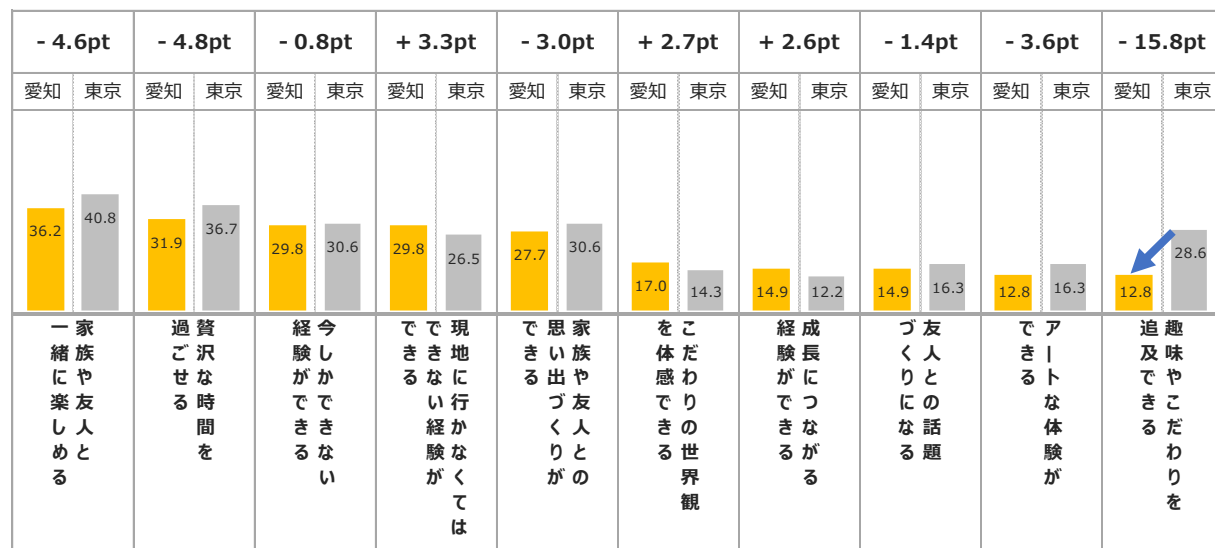 - 4.6pt - 4.8pt - 0.8pt + 3.3pt - 3.0pt + 2.7pt + 2.6pt - 1.4pt - 3.6pt - 15.8pt
愛知 東京 愛知 東京 愛知 東京 愛知 東京 愛知 東京 愛知 東京 愛知 東京 愛知 東京 愛知 東京 愛知 東京
36.2 40.8 31.9 36.7 29.8 30.6 29.8 26.5 27.7 30.6 17.0 14.3 14.9 12.2 14.9 16.3 12.8 16.3 12.8 28.6
家族や友人と
一緒に楽しめる
贅沢な時間を
過ごせる
今しかできない
経験ができる
現地に行かなくては
できない経験が
できる
家族や友人との
思い出づくりが
できる
こだわりの世界観
を体感できる
成長につながる
経験ができる
友人との話題
づくりになる
アートな体験が
できる
趣味やこだわりを
追及できる